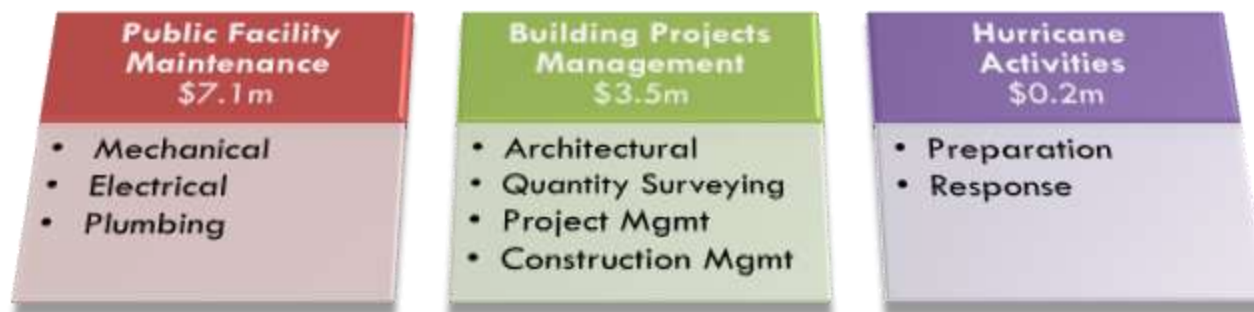 Public Facility
Maintenance
$7.1m
• Mechanical
• Electrical
• Plumbing
Building Projects
Management
$3.5m
• Architectural
• Quantity Surveying
• Project Mgmt
• Construction Mgmt
Hurricane
Activities
$0.2m
• Preparation
• Response